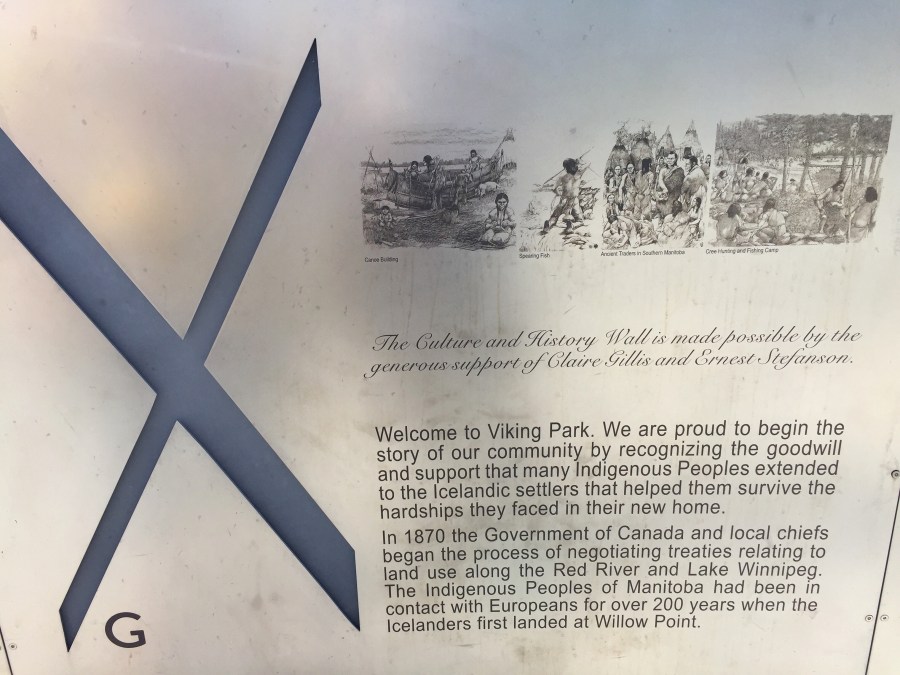 Canoe Building
Spearing Fish
Ancient Traders in Southern Manitoba
Cree Hunting and Fishing Camp
The Culture and History Wall is made possible by the
generous support of Claire Gillis and Ernest Stefanson.
Welcome to Viking Park. We are proud to begin the
story of our community by recognizing the goodwill
and support that many Indigenous Peoples extended
to the Icelandic settlers that helped them survive the
hardships they faced in their new home.
In 1870 the Government of Canada and local chiefs
began the process of negotiating treaties relating to
land use along the Red River and Lake Winnipeg.
The Indigenous Peoples of Manitoba had been in
contact with Europeans for over 200 years when the
Icelanders first landed at Willow Point.
G